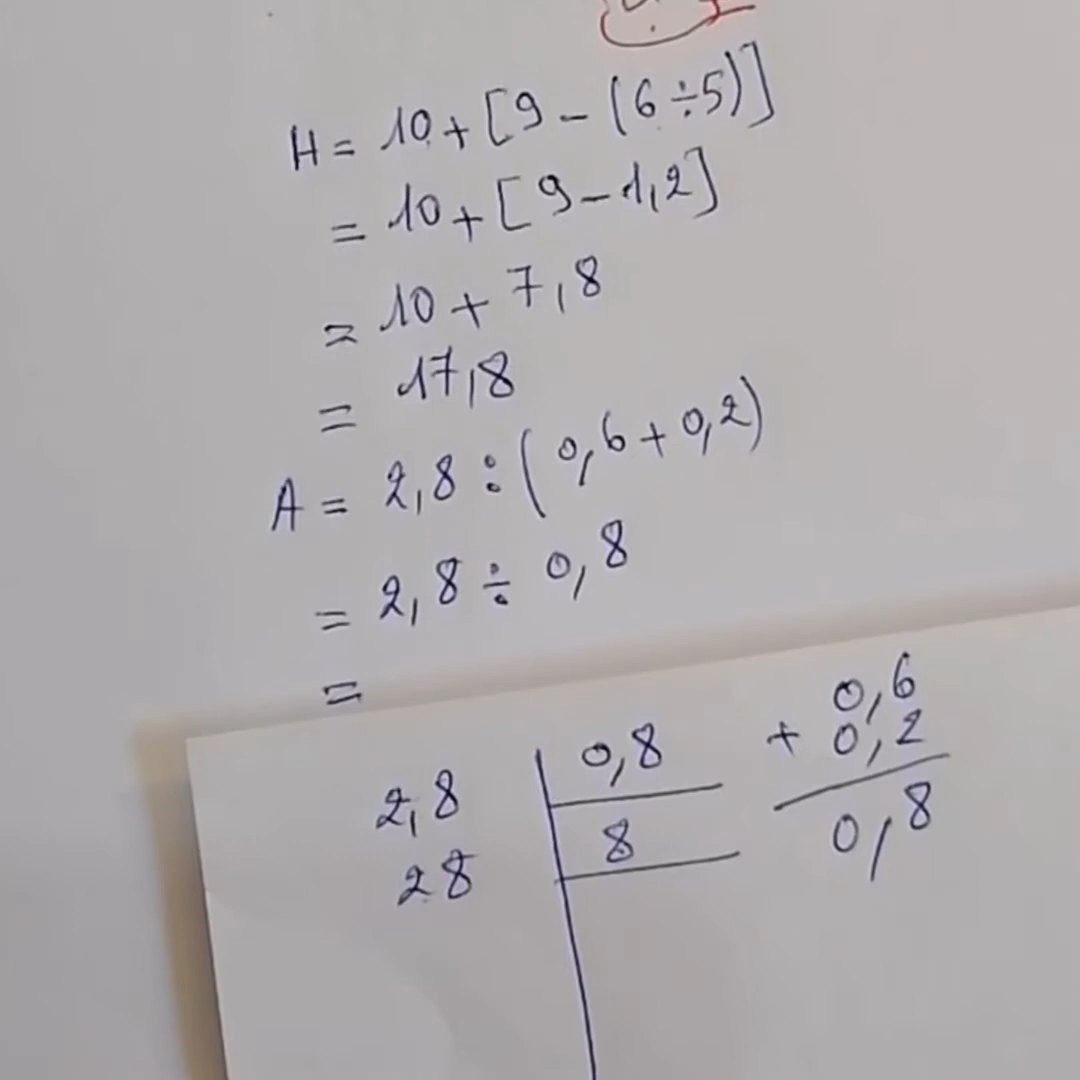 H = 10 + [9 - (6 ÷ 5)]
= 10 + [9 - 1,2]
= 10 + 7,8
= 17,8
A = 2,8 : (0,6 + 0,2)
= 2,8 ÷ 0,8
=
2,8 0,8
28 8
0,6
+ 0,2
0,8